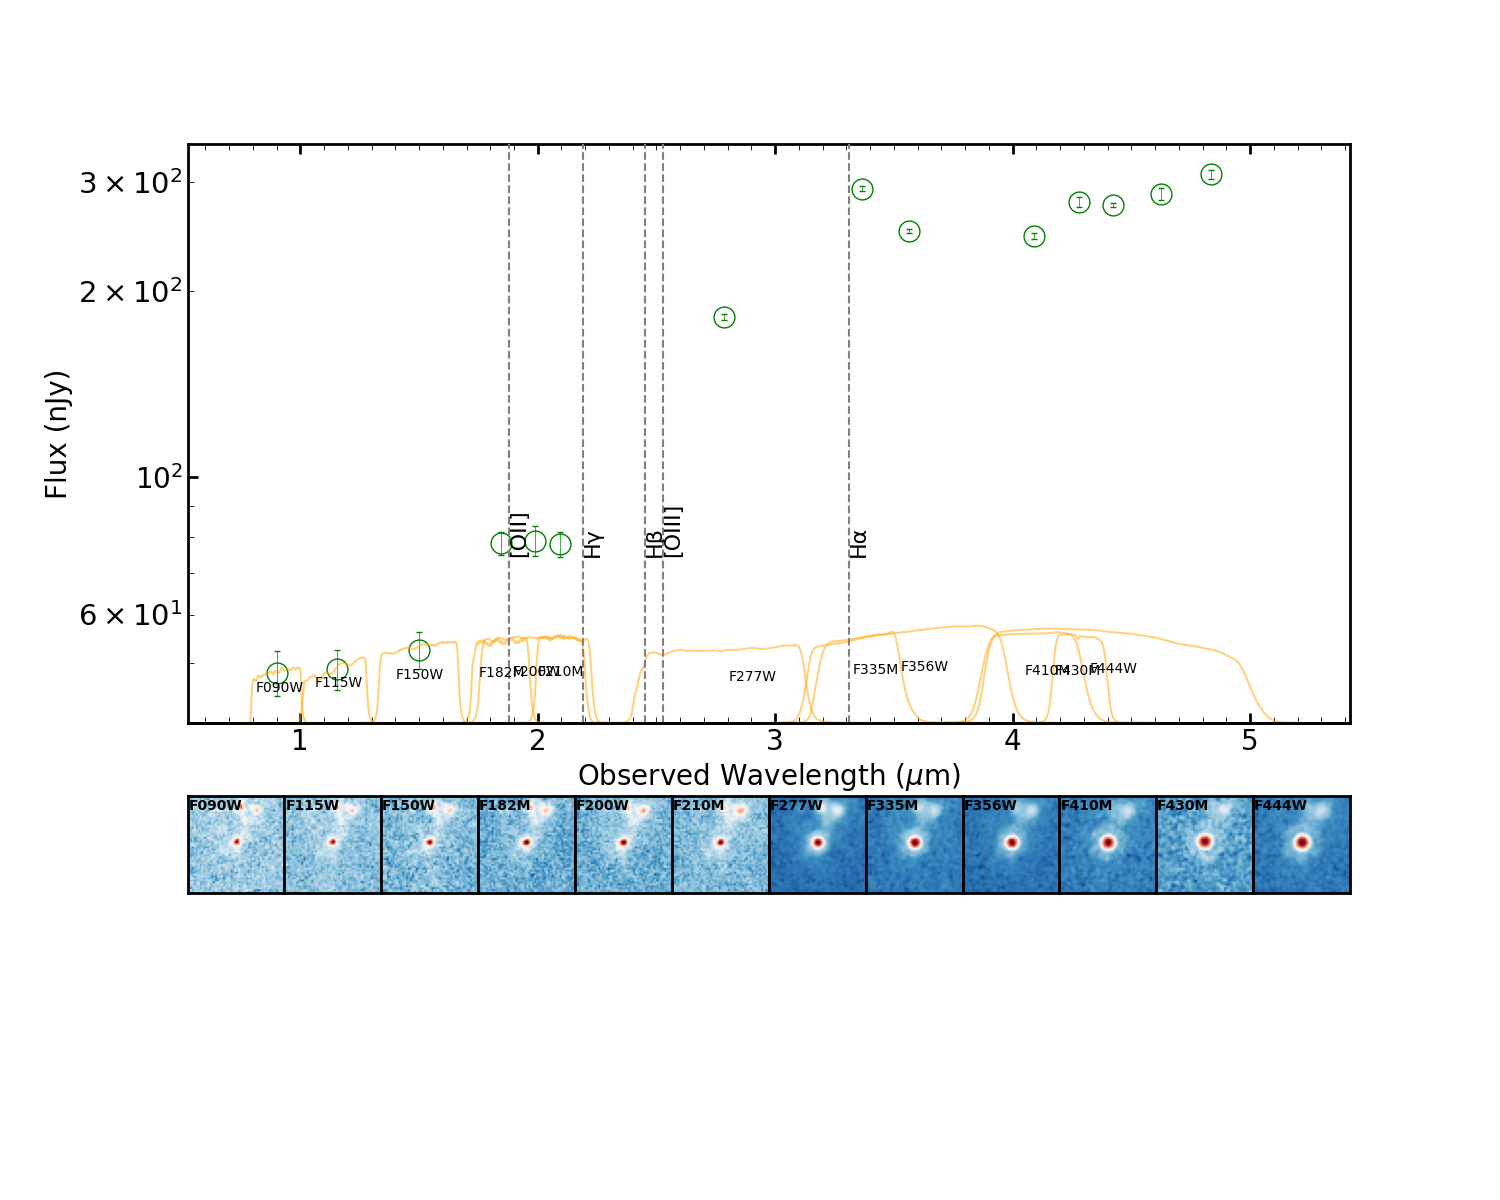 3 × 10²
2 × 10²
10²
6 × 10¹
Flux (nJy)
[OII]
Hγ
Hβ
[OIII]
Hα
F090W
F115W
F150W
F182M
F200W
F210M
F277W
F335M
F356W
F410M
F430M
F444W
1 2 3 4 5
Observed Wavelength (μm)
F090W F115W F150W F182M F200W F210M F277W F335M F356W F410M F430M F444W